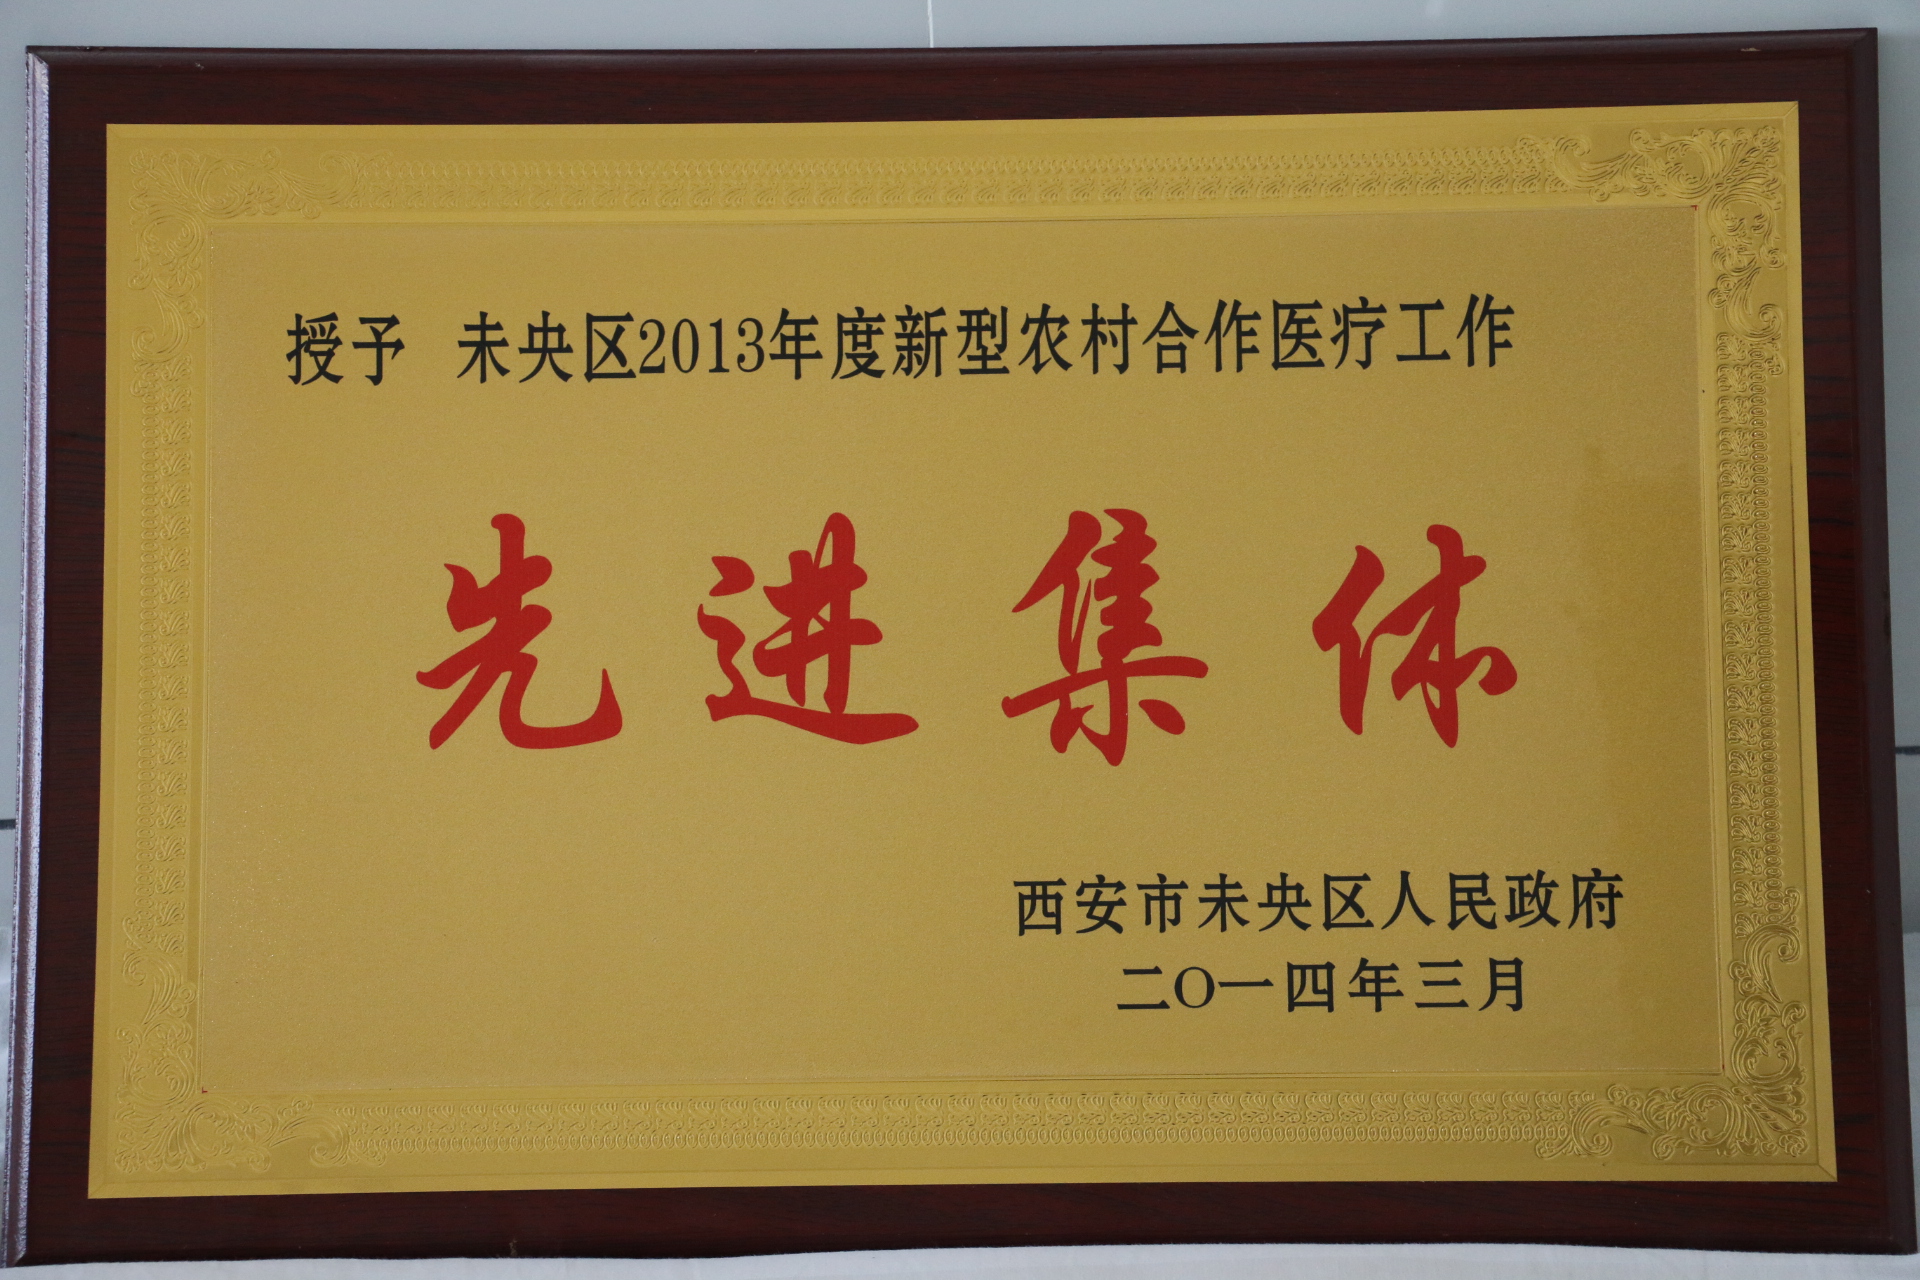 授予 未央区2013年度新型农村合作医疗工作
先进集体
西安市未央区人民政府
二〇一四年三月